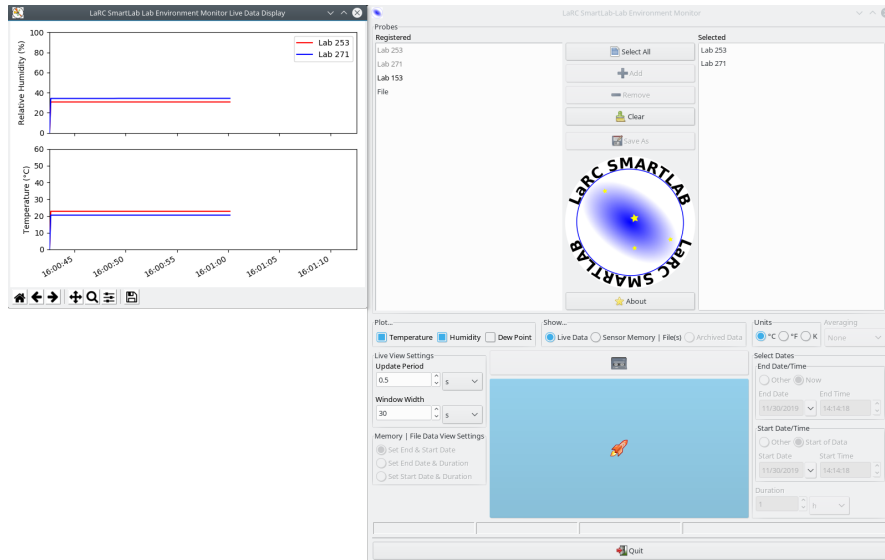 LaRC SmartLab Lab Environment Monitor Live Data Display
100
80
60
40
20
0
Relative Humidity (%)
Lab 253
Lab 271
60
50
40
30
20
10
0
Temperature (°C)
16:00:45
16:00:50
16:00:55
16:01:00
16:01:05
16:01:10
LaRC SmartLab-Lab Environment Monitor
Probes
Registered
Lab 253
Lab 271
Lab 153
File
Select All
Add
Remove
Clear
Save As
LaRC SMARTLAB
LaRC SMARTLAB
About
Selected
Lab 253
Lab 271
Plot...
Temperature Humidity Dew Point
Show...
Live Data Sensor Memory | File(s) Archived Data
Units
°C °F K
Averaging
None
Live View Settings
Update Period
0.5 s
Window Width
30 s
Memory | File Data View Settings
Set End & Start Date
Set End Date & Duration
Set Start Date & Duration
Select Dates
End Date/Time
Other Now
End Date End Time
11/30/2019 14:14:18
Start Date/Time
Other Start of Data
Start Date Start Time
11/30/2019 14:14:18
Duration
1 h
Quit